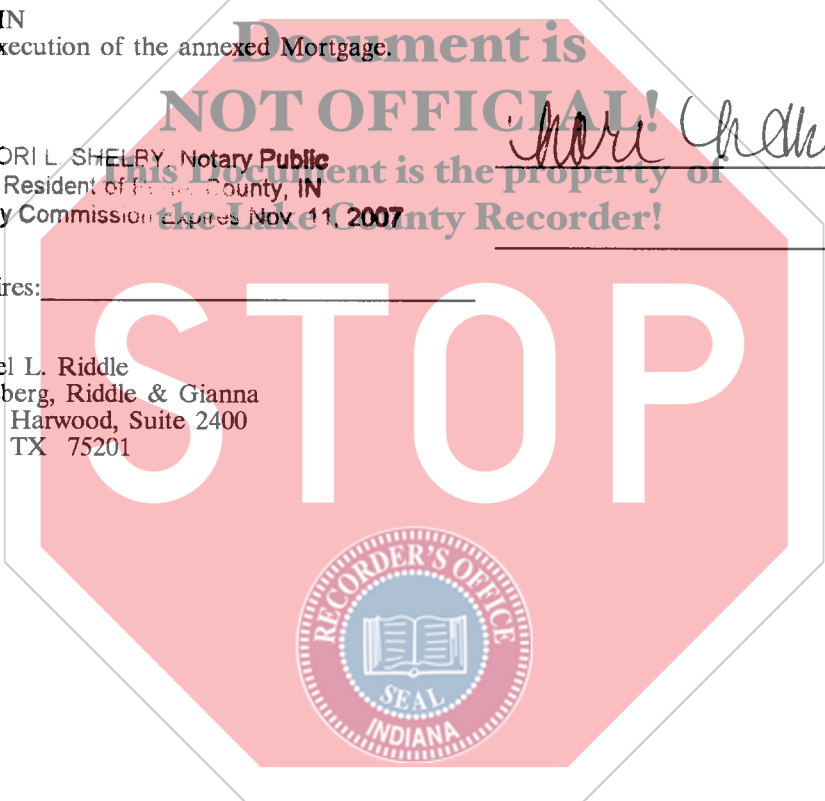 IN
xecution of the annexed Mortgage.
Document is
NOT OFFICIAL!
This Document is the property of
the Lake County Recorder!
ORI L. SHELBY, Notary Public
Resident of County, IN
y Commission Expires Nov. 11, 2007
ires:
el L. Riddle
berg, Riddle & Gianna
Harwood, Suite 2400
TX 75201
STOP
RECORDER'S OFFICE
SEAL
INDIANA